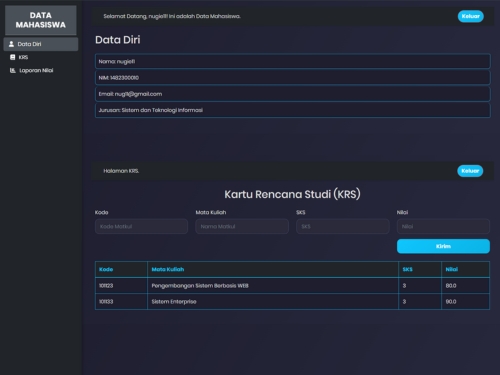 DATA
MAHASISWA
Data Diri
KRS
Laporan Nilai
Selamat Datang, nugie11! Ini adalah Data Mahasiswa.
Keluar
Data Diri
Nama: nugie11
NIM: 1482300010
Email: nug11@gmail.com
Jurusan: Sistem dan Teknologi Informasi
Halaman KRS.
Keluar
Kartu Rencana Studi (KRS)
Kode
Mata Kuliah
SKS
Nilai
Kode Matkul
Nama Matkul
SKS
Nilai
Kirim
Kode Mata Kuliah SKS Nilai
101123 Pengembangan Sistem Berbasis WEB 3 80.0
101133 Sistem Enterprise 3 90.0